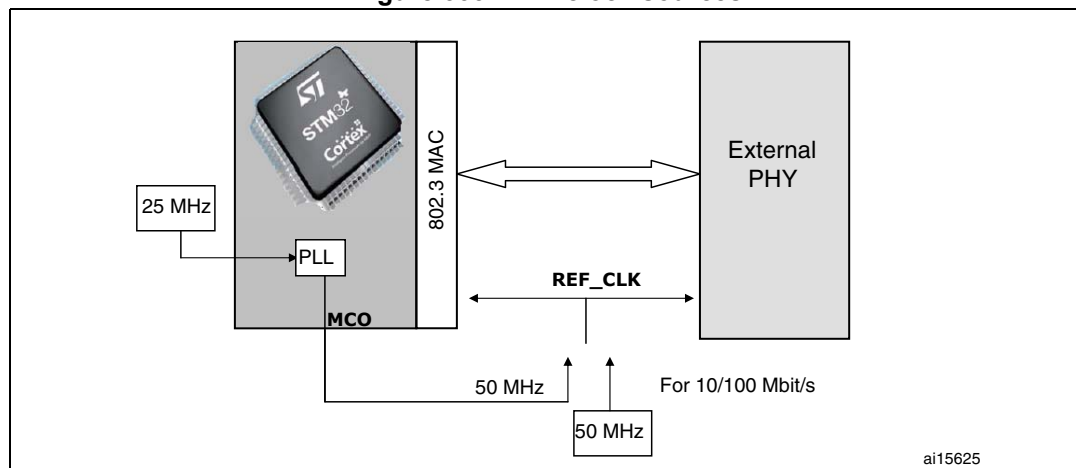 STM32
Cortex
802.3 MAC
External
PHY
25 MHz
PLL
REF_CLK
MCO
50 MHz
For 10/100 Mbit/s
50 MHz
ai15625